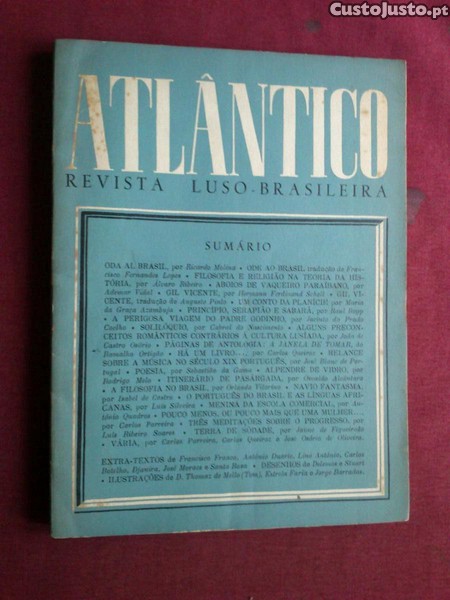 CustoJusto.pt
ATLÂNTICO
REVISTA LUSO-BRASILEIRA
SUMÁRIO
ODA AL BRASIL, por Ricardo Molina • ODE AO BRASIL, tradução de Fran-
cisco Fernandes Lopes • FILOSOFIA E RELIGIÃO NA TEORIA DA HIS-
TÓRIA, por Álvaro Ribeiro • ABOIOS DE VAQUEIRO PARAÍBANO, por
Ademar Vidal • GIL VICENTE, por Hermann Ferdinand Schell • GIL VI-
CENTE, tradução de Augusto Pinto • UM CONTO DA PLANÍCIE por Maria
da Graça Azambuja • PRINCÍPIO, SERAPIÃO E SABARÁ, por Raul Bopp
• A PERIGOSA VIAGEM DO PADRE GODINHO, por Jacinto do Prado
Coelho • SOLILÓQUIO, por Cabral do Nascimento • ALGUNS PRECON-
CEITOS ROMÂNTICOS CONTRÁRIOS À CULTURA LUSÍADA, por João de
Castro Osório • PÁGINAS DE ANTOLOGIA: A JANELA DE TOMAR, de
Ramalho Ortigão • HÁ UM LIVRO..., por Carlos Queiroz • RELANCE
SOBRE A MÚSICA NO SÉCULO XIX PORTUGUÊS, por José Blanc de Por-
tugal • POESIA, por Sebastião da Gama • ALPENDRE DE VIDRO, por
Rodrigo Melo • ITINERÁRIO DE PASÁRGADA, por Osvaldo Alcântara •
A FILOSOFIA NO BRASIL, por Orlando Vitorino • NAVIO FANTASMA,
por Isabel de Castro • O PORTUGUÊS DO BRASIL E AS LÍNGUAS AFRI-
CANAS, por Luís Silveira • MENINA DA ESCOLA COMERCIAL, por An-
tónio Quadros • POUCO MENOS, OU POUCO MAIS QUE UMA MULHER...,
por Carlos Parreira • TRÊS MEDITAÇÕES SOBRE O PROGRESSO, por
Luís Ribeiro Soares • TERRA DE SODADE, por Jaime de Figueiredo
• VÁRIA, por Carlos Parreira, Carlos Queiroz e José Osório de Oliveira.
EXTRA-TEXTOS de Francisco Franco, António Duarte, Lino António, Carlos
Botelho, Djanira, José Morais e Santa Rosa • DESENHOS de Dolores e Stuart
• ILUSTRAÇÕES de D. Thomaz de Mello (Tom), Estrela Faria e Jorge Barradas.